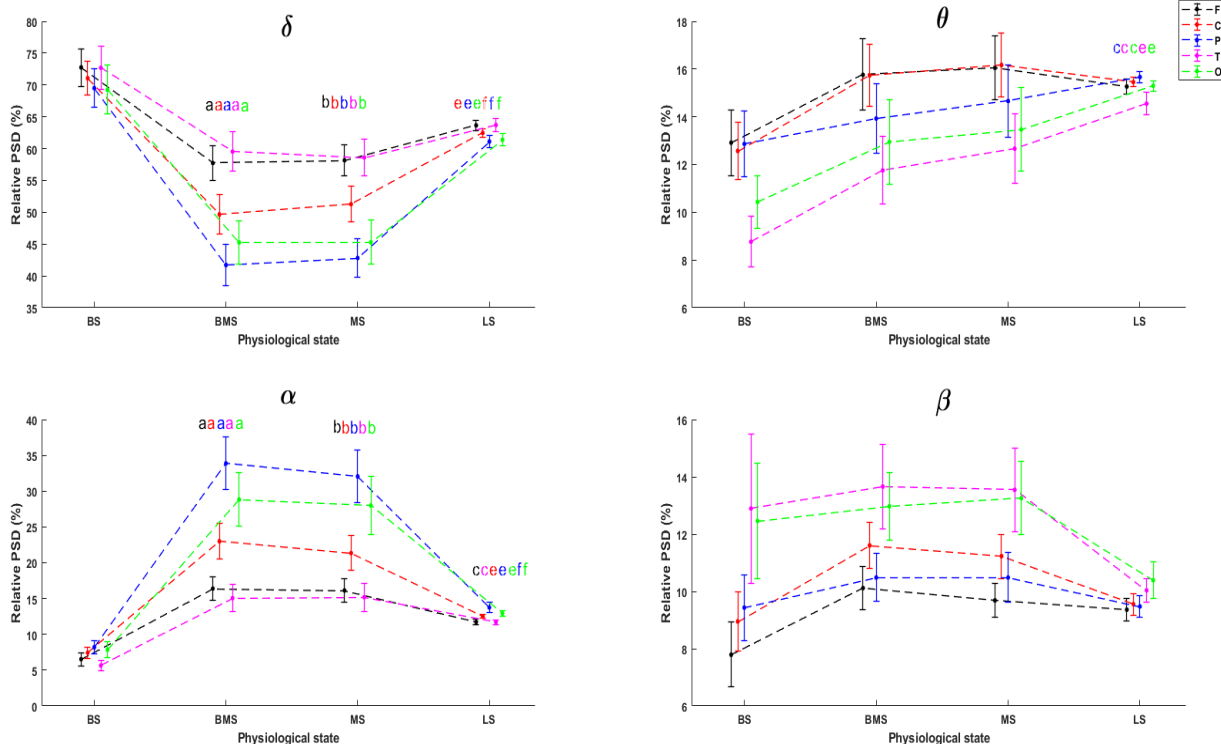 δ
Relative PSD (%)
80
75
70
65
60
55
50
45
40
35
aaaaa
bbbbb
eeefff
BS
BMS
MS
LS
Physiological state
θ
Relative PSD (%)
18
16
14
12
10
8
6
cccee
BS
BMS
MS
LS
Physiological state
F
C
P
T
O
α
Relative PSD (%)
40
35
30
25
20
15
10
5
0
aaaaa
bbbbb
cceeeff
BS
BMS
MS
LS
Physiological state
β
Relative PSD (%)
16
14
12
10
8
6
BS
BMS
MS
LS
Physiological state